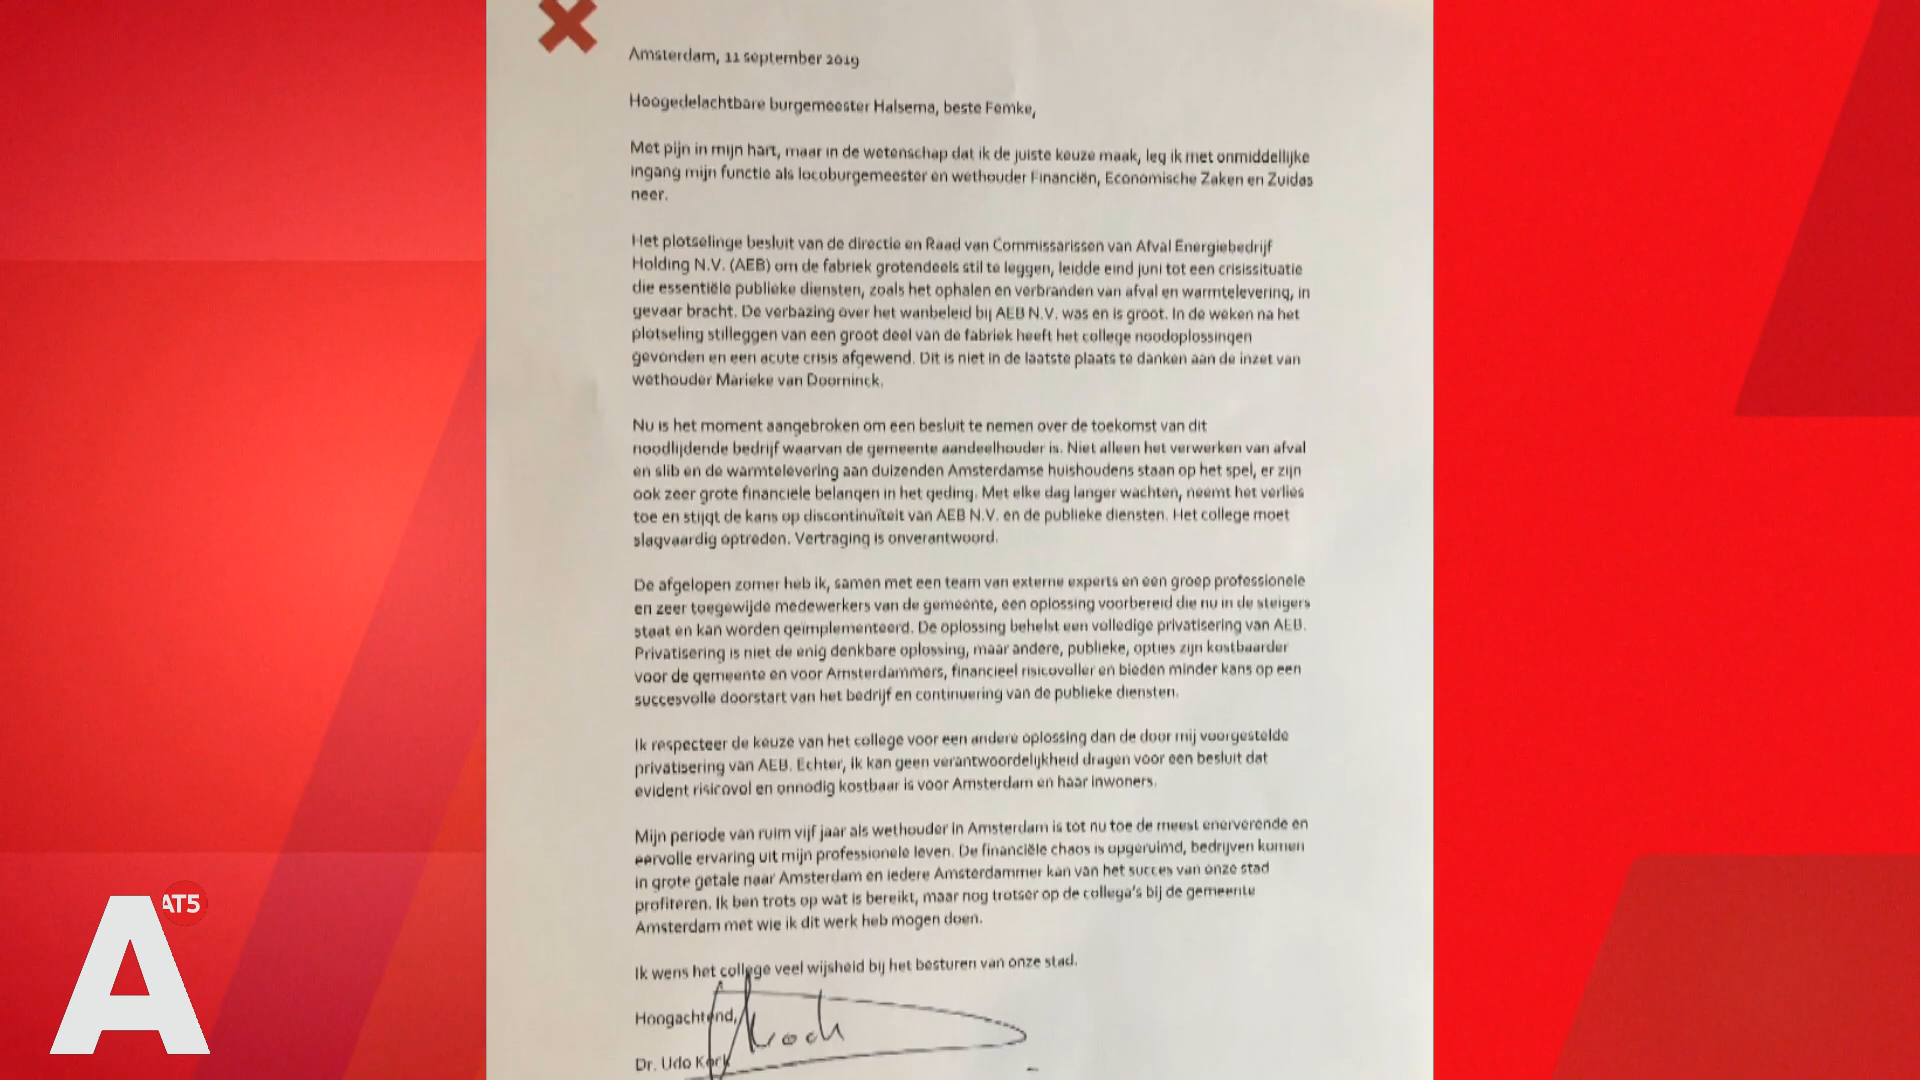 Amsterdam, 11 september 2019
Hoogedelachtbare burgemeester Halsema, beste Femke,
Met pijn in mijn hart, maar in de wetenschap dat ik de juiste keuze maak, leg ik met onmiddellijke
ingang mijn functie als locoburgemeester en wethouder Financiën, Economische Zaken en Zuidas
neer.
Het plotselinge besluit van de directie en Raad van Commissarissen van Afval Energiebedrijf
Holding N.V. (AEB) om de fabriek grotendeels stil te leggen, leidde eind juni tot een crisissituatie
die essentiële publieke diensten, zoals het ophalen en verbranden van afval en warmtelevering, in
gevaar bracht. De verbazing over het wanbeleid bij AEB N.V. was en is groot. In de weken na het
plotseling stilleggen van een groot deel van de fabriek heeft het college noodoplossingen
gevonden en een acute crisis afgewend. Dit is niet in de laatste plaats te danken aan de inzet van
wethouder Marieke van Doorninck.
Nu is het moment aangebroken om een besluit te nemen over de toekomst van dit
noodlijdende bedrijf waarvan de gemeente aandeelhouder is. Niet alleen het verwerken van afval
en slib en de warmtelevering aan duizenden Amsterdamse huishoudens staan op het spel, er zijn
ook zeer grote financiële belangen in het geding. Met elke dag langer wachten, neemt het verlies
toe en stijgt de kans op discontinuïteit van AEB N.V. en de publieke diensten. Het college moet
slagvaardig optreden. Vertraging is onverantwoord.
De afgelopen zomer heb ik, samen met een team van externe experts en een groep professionele
en zeer toegewijde medewerkers van de gemeente, een oplossing voorbereid die nu in de steigers
staat en kan worden geïmplementeerd. De oplossing behelst een volledige privatisering van AEB.
Privatisering is niet de enig denkbare oplossing, maar andere, publieke, opties zijn kostbaarder
voor de gemeente en voor Amsterdammers, financieel risicovoller en bieden minder kans op een
succesvolle doorstart van het bedrijf en continuering van de publieke diensten.
Ik respecteer de keuze van het college voor een andere oplossing dan de door mij voorgestelde
privatisering van AEB. Echter, ik kan geen verantwoordelijkheid dragen voor een besluit dat
evident risicovol en onnodig kostbaar is voor Amsterdam en haar inwoners.
Mijn periode van ruim vijf jaar als wethouder in Amsterdam is tot nu toe de meest enerverende en
eervolle ervaring uit mijn professionele leven. De financiële chaos is opgeruimd, bedrijven komen
in grote getale naar Amsterdam en iedere Amsterdammer kan van het succes van onze stad
profiteren. Ik ben trots op wat is bereikt, maar nog trotser op de collega's bij de gemeente
Amsterdam met wie ik dit werk heb mogen doen.
Ik wens het college veel wijsheid bij het besturen van onze stad.
Hoogachtend,
Kock
Dr. Udo Kock
AT5
A